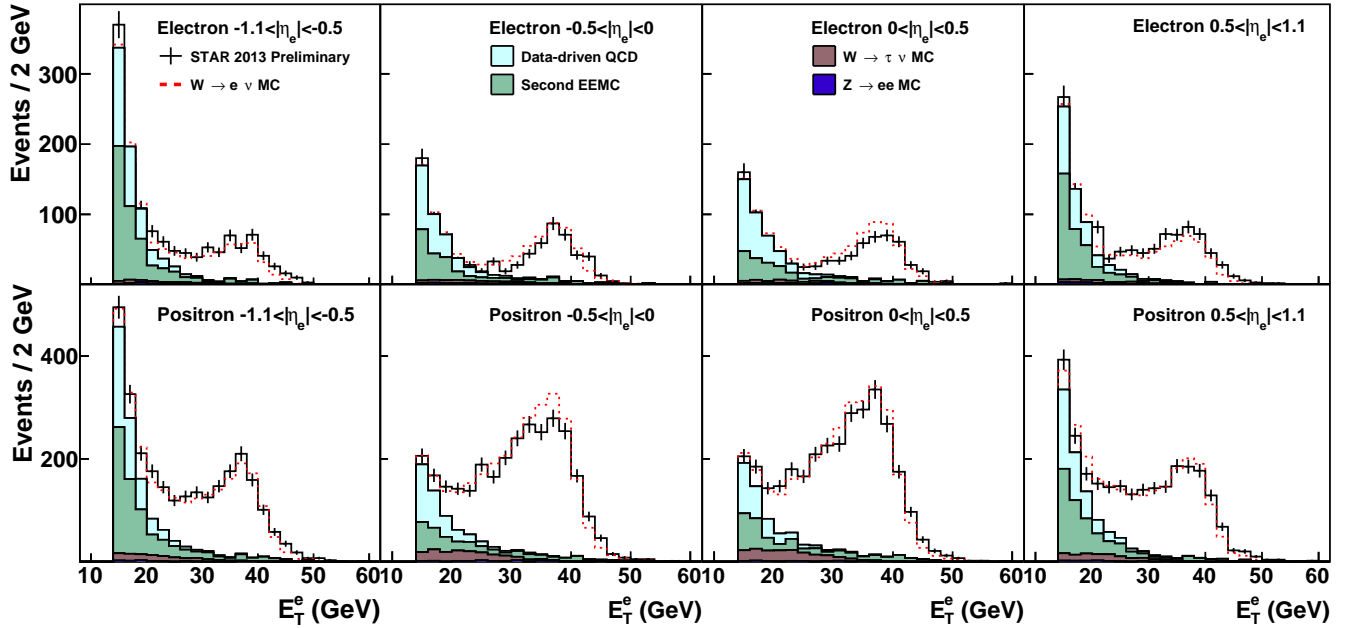 Electron -1.1<|η_e|<-0.5
STAR 2013 Preliminary
W → e ν MC
Electron -0.5<|η_e|<0
Data-driven QCD
Second EEMC
Electron 0<|η_e|<0.5
W → τ ν MC
Z → ee MC
Electron 0.5<|η_e|<1.1
Events / 2 GeV
300
200
100
Positron -1.1<|η_e|<-0.5
Positron -0.5<|η_e|<0
Positron 0<|η_e|<0.5
Positron 0.5<|η_e|<1.1
Events / 2 GeV
400
200
10 20 30 40 50 60
10 20 30 40 50 60
10 20 30 40 50 60
10 20 30 40 50 60
E_T^e (GeV)
E_T^e (GeV)
E_T^e (GeV)
E_T^e (GeV)